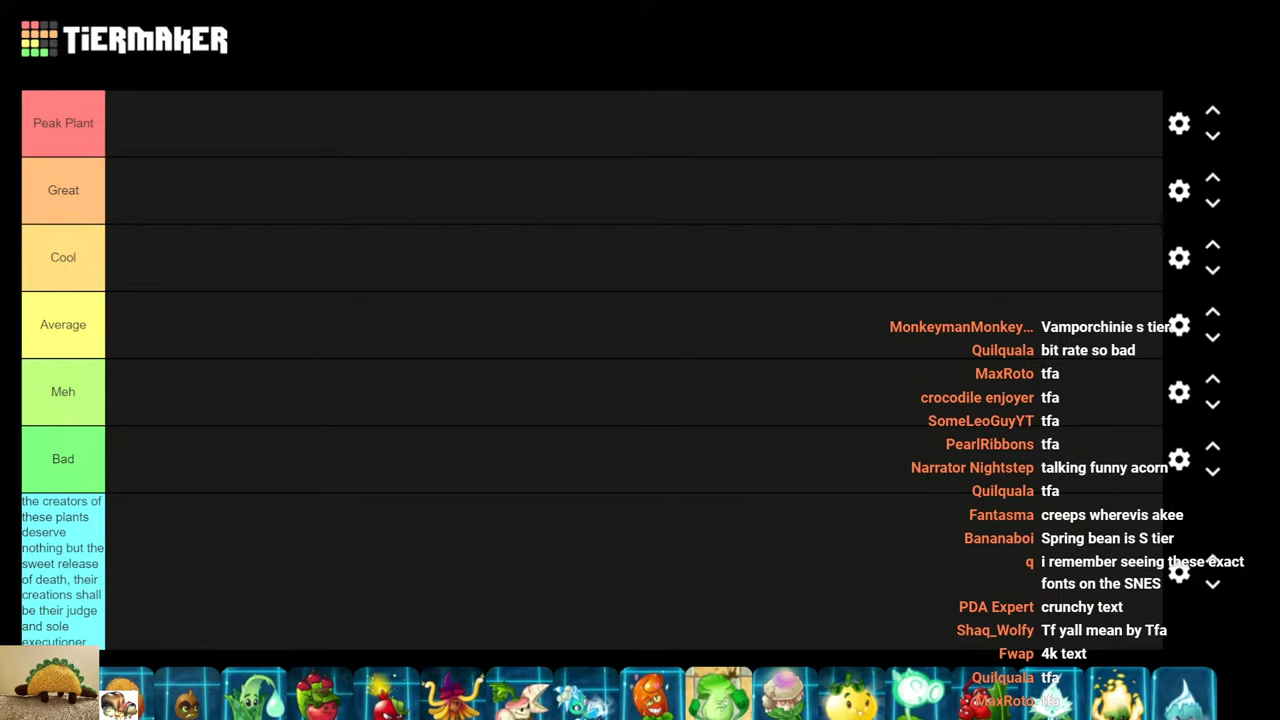 TIERMAKER
Peak Plant
Great
Cool
Average
Meh
Bad
the creators of
these plants
deserve
nothing but the
sweet release
of death, their
creations shall
be their judge
and sole
executioner
MonkeymanMonkey... Vamporchinie s tier
Quilquala bit rate so bad
MaxRoto tfa
crocodile enjoyer tfa
SomeLeoGuyYT tfa
PearlRibbons tfa
Narrator Nightstep talking funny acorn
Quilquala tfa
Fantasma creeps wherevis akee
Bananaboi Spring bean is S tier
q i remember seeing these exact
fonts on the SNES
PDA Expert crunchy text
Shaq_Wolfy Tf yall mean by Tfa
Fwap 4k text
Quilquala tfa
MaxRoto tfa